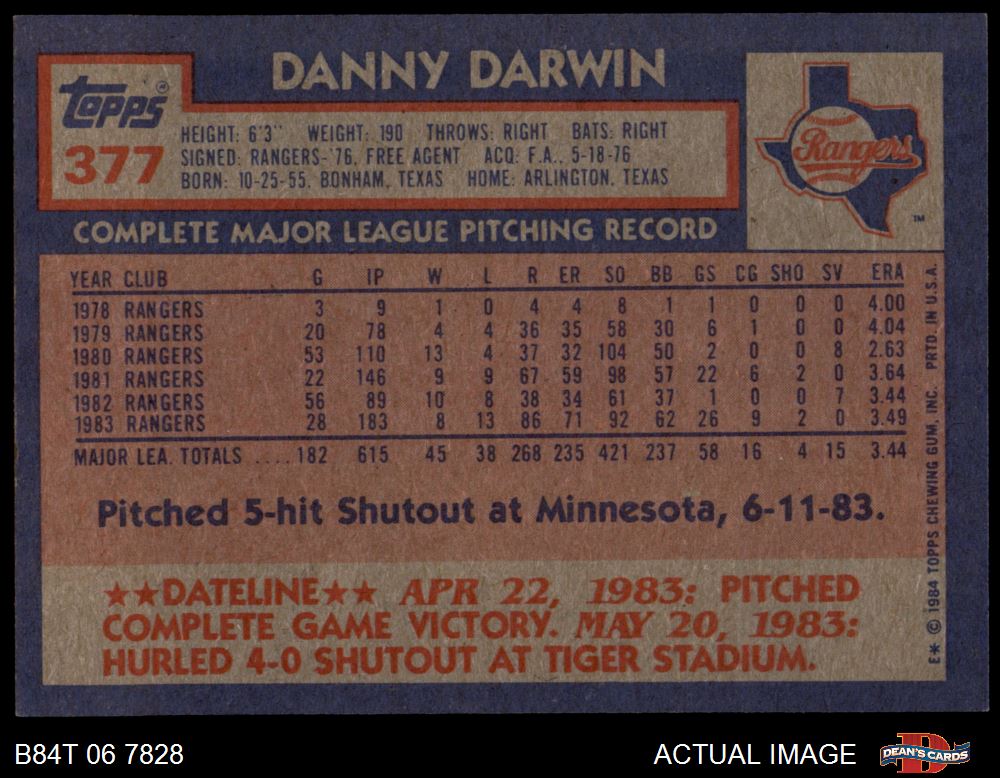 DANNY DARWIN
Topps®
377
HEIGHT: 6'3" WEIGHT: 190 THROWS: RIGHT BATS: RIGHT
SIGNED: RANGERS-'76, FREE AGENT ACQ: F.A., 5-18-76
BORN: 10-25-55, BONHAM, TEXAS HOME: ARLINGTON, TEXAS
Rangers
TM
COMPLETE MAJOR LEAGUE PITCHING RECORD
YEAR CLUB G IP W L R ER SO BB GS CG SHO SV ERA
1978 RANGERS 3 9 1 0 4 4 8 1 1 0 0 0 4.00
1979 RANGERS 20 78 4 4 36 35 58 30 6 1 0 0 4.04
1980 RANGERS 53 110 13 4 37 32 104 50 2 0 0 8 2.63
1981 RANGERS 22 146 9 9 67 59 98 57 22 6 2 0 3.64
1982 RANGERS 56 89 10 8 38 34 61 37 1 0 0 7 3.44
1983 RANGERS 28 183 8 13 86 71 92 62 26 9 2 0 3.49
MAJOR LEA. TOTALS ....182 615 45 38 268 235 421 237 58 16 4 15 3.44
Pitched 5-hit Shutout at Minnesota, 6-11-83.
★★DATELINE★★ APR 22, 1983: PITCHED
COMPLETE GAME VICTORY. MAY 20, 1983:
HURLED 4-0 SHUTOUT AT TIGER STADIUM.
E* © 1984 TOPPS CHEWING GUM, INC. PRTD. IN U.S.A.
B84T 06 7828
ACTUAL IMAGE
DEAN'S CARDS